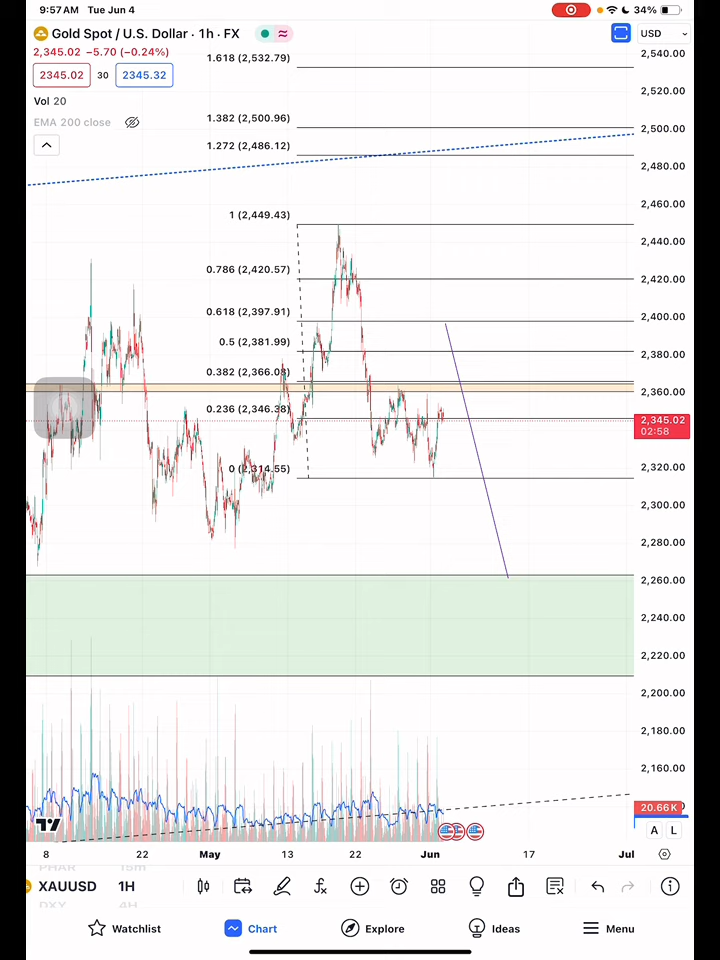 9:57AM Tue Jun 4 34%
Gold Spot / U.S. Dollar · 1h · FX
USD
2,345.02 −5.70 (−0.24%)
2345.02 30 2345.32
Vol 20
EMA 200 close
1.618 (2,532.79)
1.382 (2,500.96)
1.272 (2,486.12)
1 (2,449.43)
0.786 (2,420.57)
0.618 (2,397.91)
0.5 (2,381.99)
0.382 (2,366.08)
0.236 (2,346.38)
0 (2,314.55)
2,540.00
2,520.00
2,500.00
2,480.00
2,460.00
2,440.00
2,420.00
2,400.00
2,380.00
2,360.00
2,345.02
02:58
2,320.00
2,300.00
2,280.00
2,260.00
2,240.00
2,220.00
2,200.00
2,180.00
2,160.00
20.66K
A L
8 22 May 13 22 Jun 17 Jul
PHAR 15m
XAUUSD 1H
DXY 4H
Watchlist Chart Explore Ideas Menu